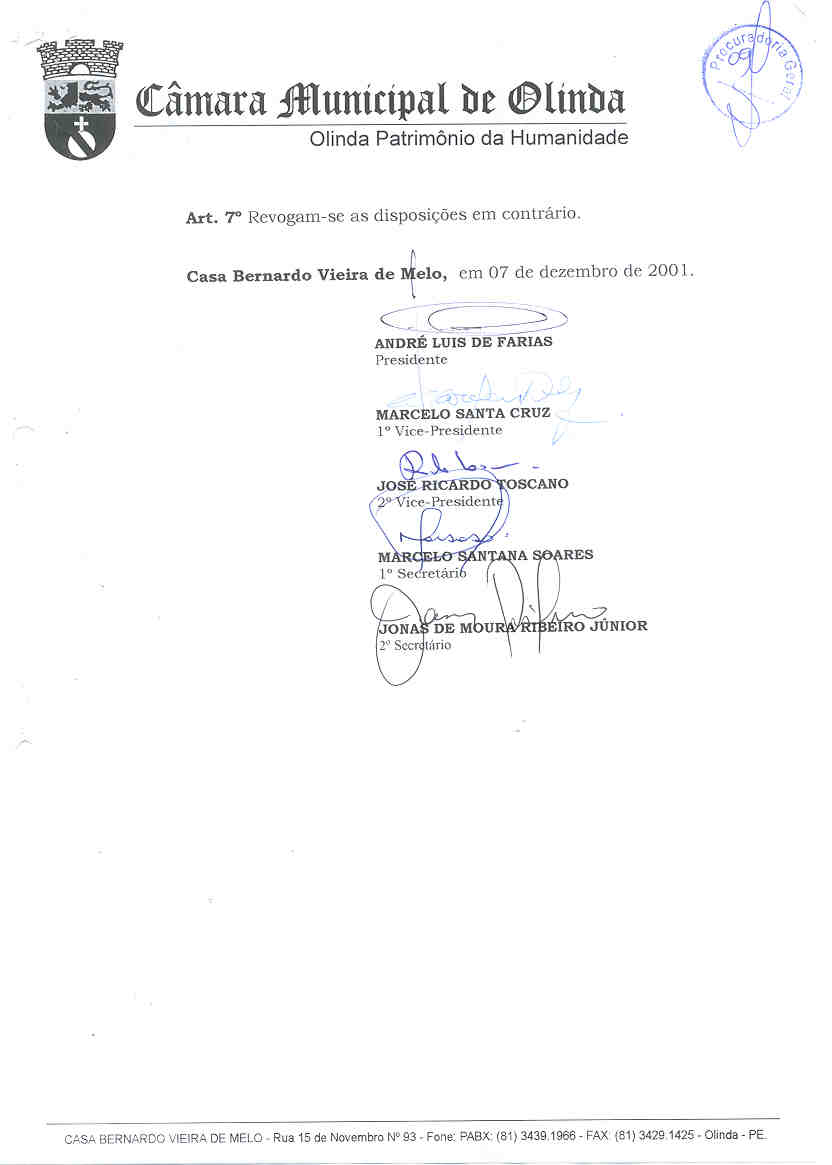 Câmara Municipal de Olinda
Olinda Patrimônio da Humanidade
Procuradoria Geral
09
Art. 7º Revogam-se as disposições em contrário.
Casa Bernardo Vieira de Melo, em 07 de dezembro de 2001.
ANDRÉ LUIS DE FARIAS
Presidente
MARCELO SANTA CRUZ
1º Vice-Presidente
JOSÉ RICARDO TOSCANO
2º Vice-Presidente
MARCELO SANTANA SOARES
1º Secretário
JONAS DE MOURA RIBEIRO JÚNIOR
2º Secretário
CASA BERNARDO VIEIRA DE MELO - Rua 15 de Novembro Nº 93 - Fone: PABX: (81) 3439.1966 - FAX: (81) 3429.1425 - Olinda - PE.